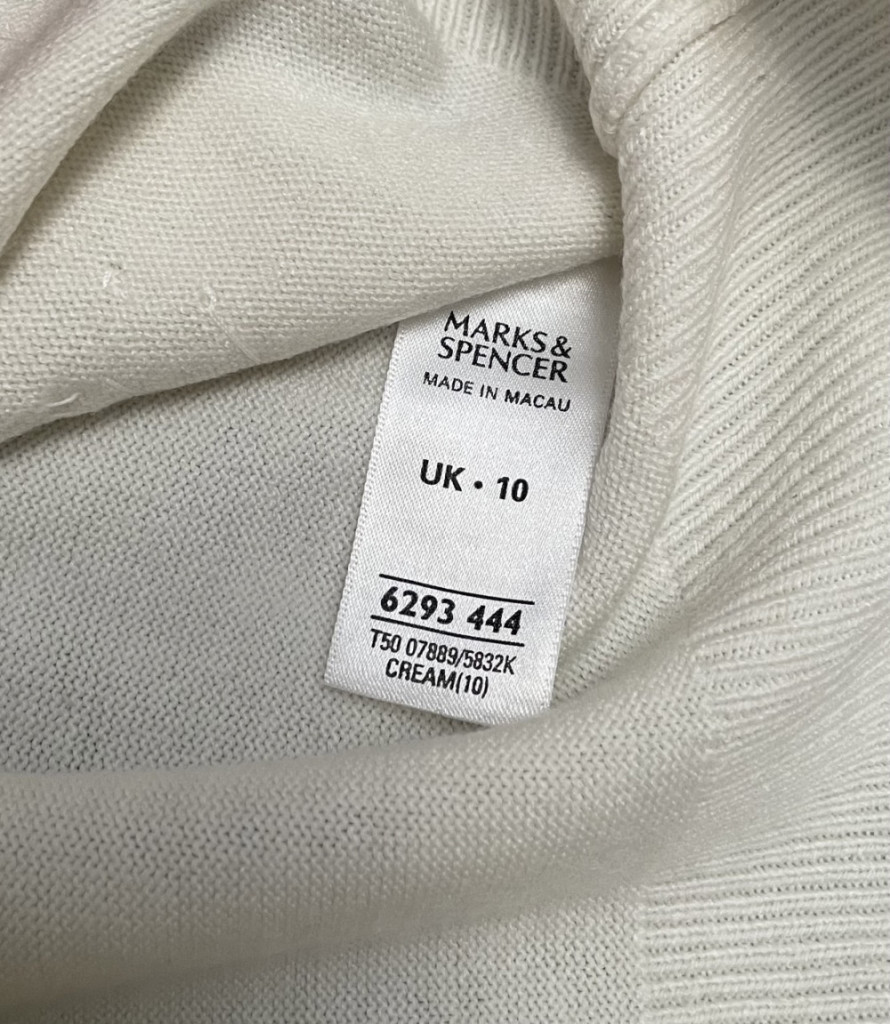 MARKS &
SPENCER
MADE IN MACAU
UK • 10
6293 444
T50 07889/5832K
CREAM(10)